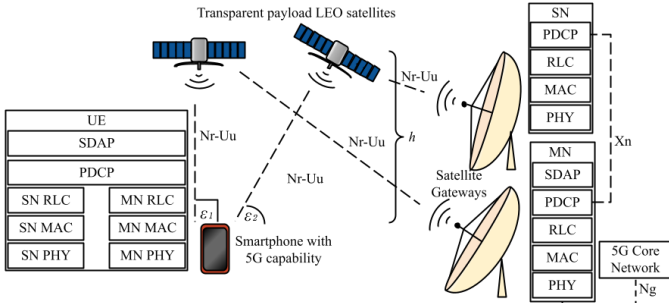 Transparent payload LEO satellites
SN
PDCP
RLC
MAC
PHY
Xn
Nr-Uu
Nr-Uu
Nr-Uu
Nr-Uu
h
UE
SDAP
PDCP
SN RLC
MN RLC
SN MAC
MN MAC
SN PHY
MN PHY
ε1
ε2
Smartphone with
5G capability
Satellite
Gateways
MN
SDAP
PDCP
RLC
MAC
PHY
5G Core
Network
Ng